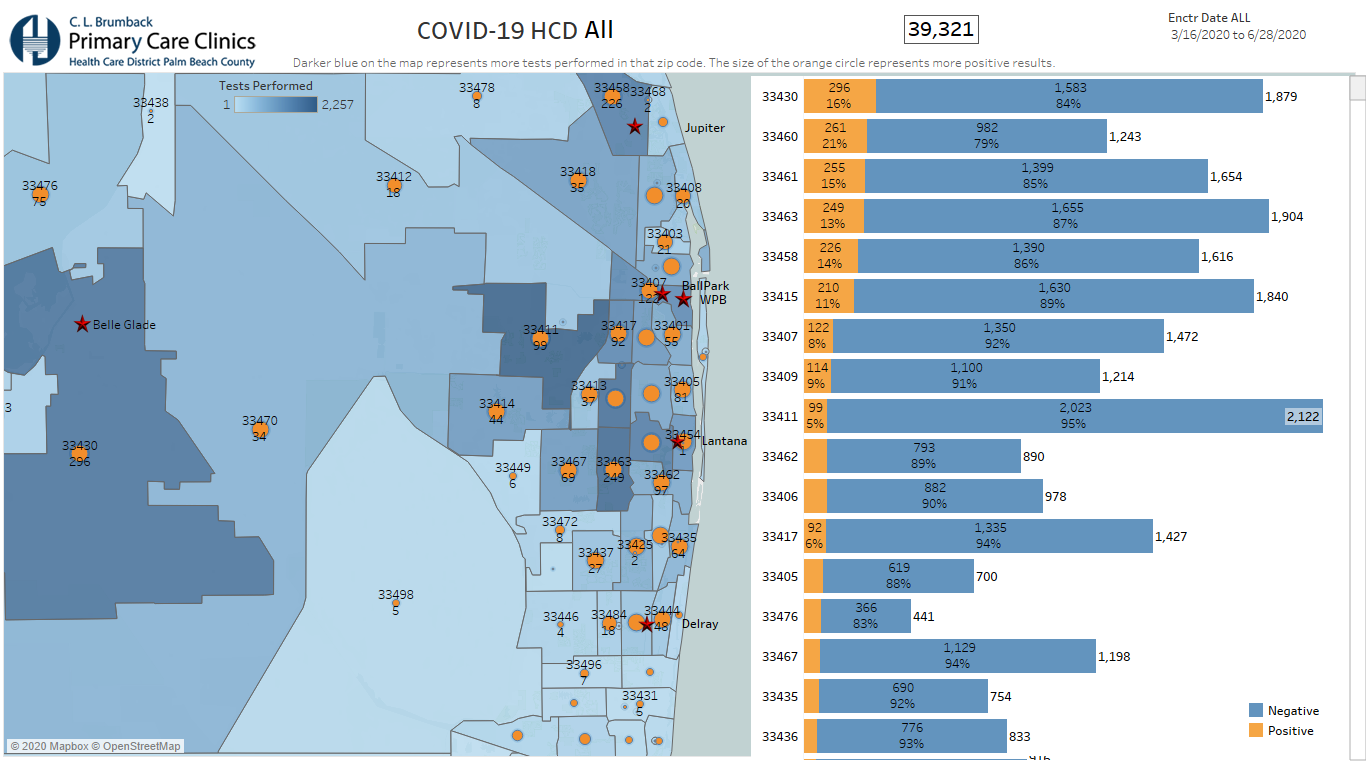 C. L. Brumback
Primary Care Clinics
Health Care District Palm Beach County
COVID-19 HCD All
39,321
Enctr Date ALL
3/16/2020 to 6/28/2020
Darker blue on the map represents more tests performed in that zip code. The size of the orange circle represents more positive results.
Tests Performed
1 2,257
33438
2
33478
8
33458
226
33468
2
Jupiter
33476
75
33412
18
33418
35
33408
20
33403
21
33407
122
BallPark
WPB
Belle Glade
33411
99
33417
92
33401
55
33413
37
33405
81
33414
44
3
33470
34
33430
296
33454
1
Lantana
33449
6
33467
69
33463
249
33462
97
33472
8
33437
27
33425
2
33435
64
33498
5
33446
4
33484
18
33444
48
Delray
33496
7
33431
5
© 2020 Mapbox © OpenStreetMap
33430 296 16% 1,583 84% 1,879
33460 261 21% 982 79% 1,243
33461 255 15% 1,399 85% 1,654
33463 249 13% 1,655 87% 1,904
33458 226 14% 1,390 86% 1,616
33415 210 11% 1,630 89% 1,840
33407 122 8% 1,350 92% 1,472
33409 114 9% 1,100 91% 1,214
33411 99 5% 2,023 95% 2,122
33462 793 89% 890
33406 882 90% 978
33417 92 6% 1,335 94% 1,427
33405 619 88% 700
33476 366 83% 441
33467 1,129 94% 1,198
33435 690 92% 754
33436 776 93% 833
Negative
Positive